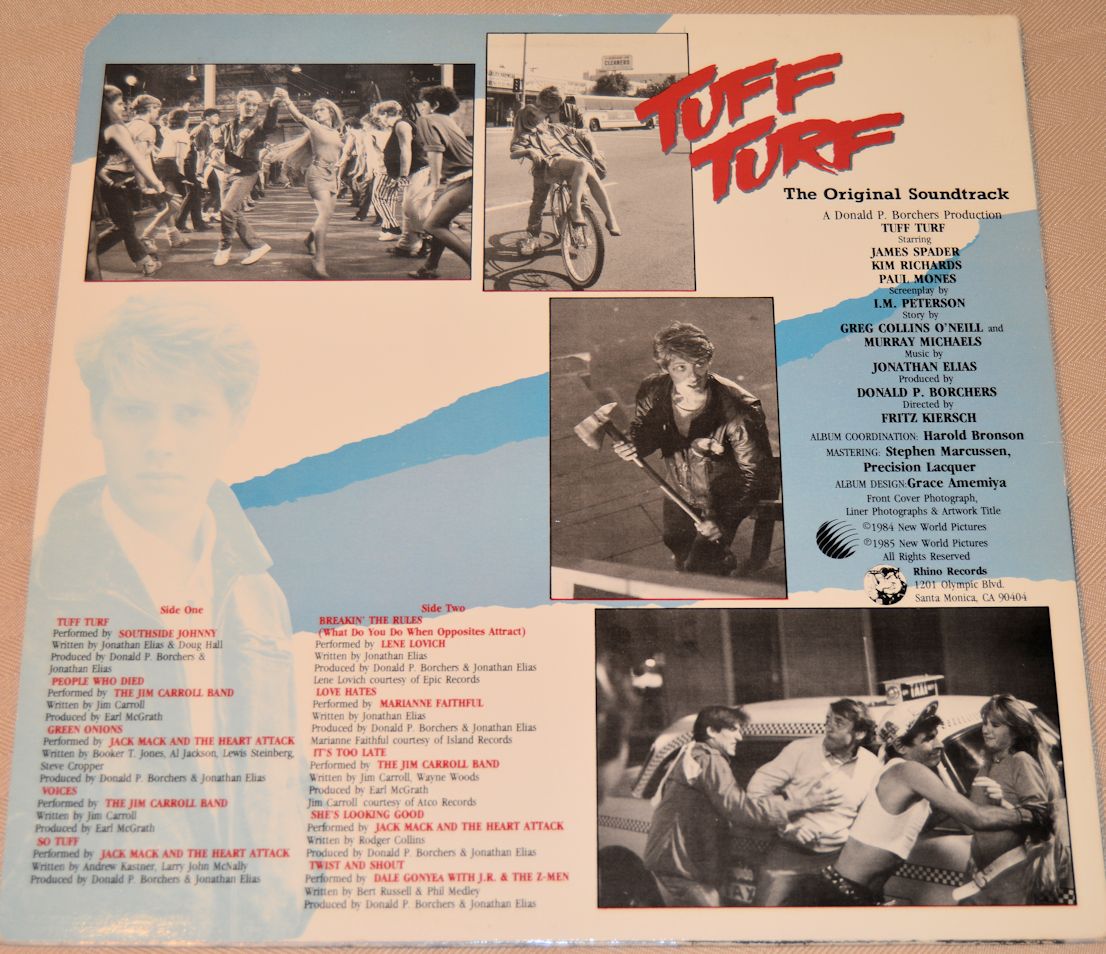 CLEANERS
TUFF
TURF
The Original Soundtrack
A Donald P. Borchers Production
TUFF TURF
Starring
JAMES SPADER
KIM RICHARDS
PAUL MONES
Screenplay by
I.M. PETERSON
Story by
GREG COLLINS O'NEILL and
MURRAY MICHAELS
Music by
JONATHAN ELIAS
Produced by
DONALD P. BORCHERS
Directed by
FRITZ KIERSCH
ALBUM COORDINATION: Harold Bronson
MASTERING: Stephen Marcussen,
Precision Lacquer
ALBUM DESIGN:Grace Amemiya
Front Cover Photograph,
Liner Photographs & Artwork Title
©1984 New World Pictures
℗1985 New World Pictures
All Rights Reserved
Rhino Records
1201 Olympic Blvd.
Santa Monica, CA 90404
Side One
TUFF TURF
Performed by SOUTHSIDE JOHNNY
Written by Jonathan Elias & Doug Hall
Produced by Donald P. Borchers &
Jonathan Elias
PEOPLE WHO DIED
Performed by THE JIM CARROLL BAND
Written by Jim Carroll
Produced by Earl McGrath
GREEN ONIONS
Performed by JACK MACK AND THE HEART ATTACK
Written by Booker T. Jones, Al Jackson, Lewis Steinberg,
Steve Cropper
Produced by Donald P. Borchers & Jonathan Elias
VOICES
Performed by THE JIM CARROLL BAND
Written by Jim Carroll
Produced by Earl McGrath
SO TUFF
Performed by JACK MACK AND THE HEART ATTACK
Written by Andrew Kastner, Larry John McNally
Produced by Donald P. Borchers & Jonathan Elias
Side Two
BREAKIN' THE RULES
(What Do You Do When Opposites Attract)
Performed by LENE LOVICH
Written by Jonathan Elias
Produced by Donald P. Borchers & Jonathan Elias
Lene Lovich courtesy of Epic Records
LOVE HATES
Performed by MARIANNE FAITHFUL
Written by Jonathan Elias
Produced by Donald P. Borchers & Jonathan Elias
Marianne Faithful courtesy of Island Records
IT'S TOO LATE
Performed by THE JIM CARROLL BAND
Written by Jim Carroll, Wayne Woods
Produced by Earl McGrath
Jim Carroll courtesy of Atco Records
SHE'S LOOKING GOOD
Performed by JACK MACK AND THE HEART ATTACK
Written by Rodger Collins
Produced by Donald P. Borchers & Jonathan Elias
TWIST AND SHOUT
Performed by DALE GONYEA WITH J.R. & THE Z-MEN
Written by Bert Russell & Phil Medley
Produced by Donald P. Borchers & Jonathan Elias
TAXI